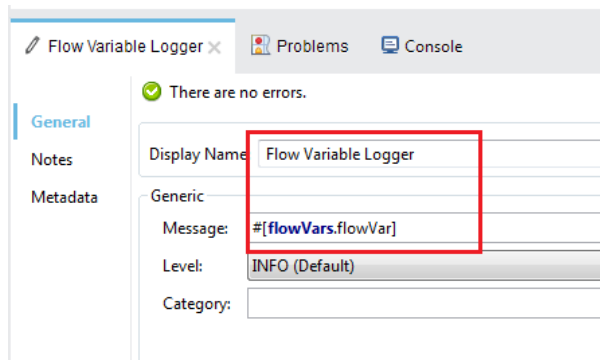 Flow Variable Logger Problems Console
There are no errors.
General
Notes
Metadata
Display Name Flow Variable Logger
Generic
Message: #[flowVars.flowVar]
Level: INFO (Default)
Category: